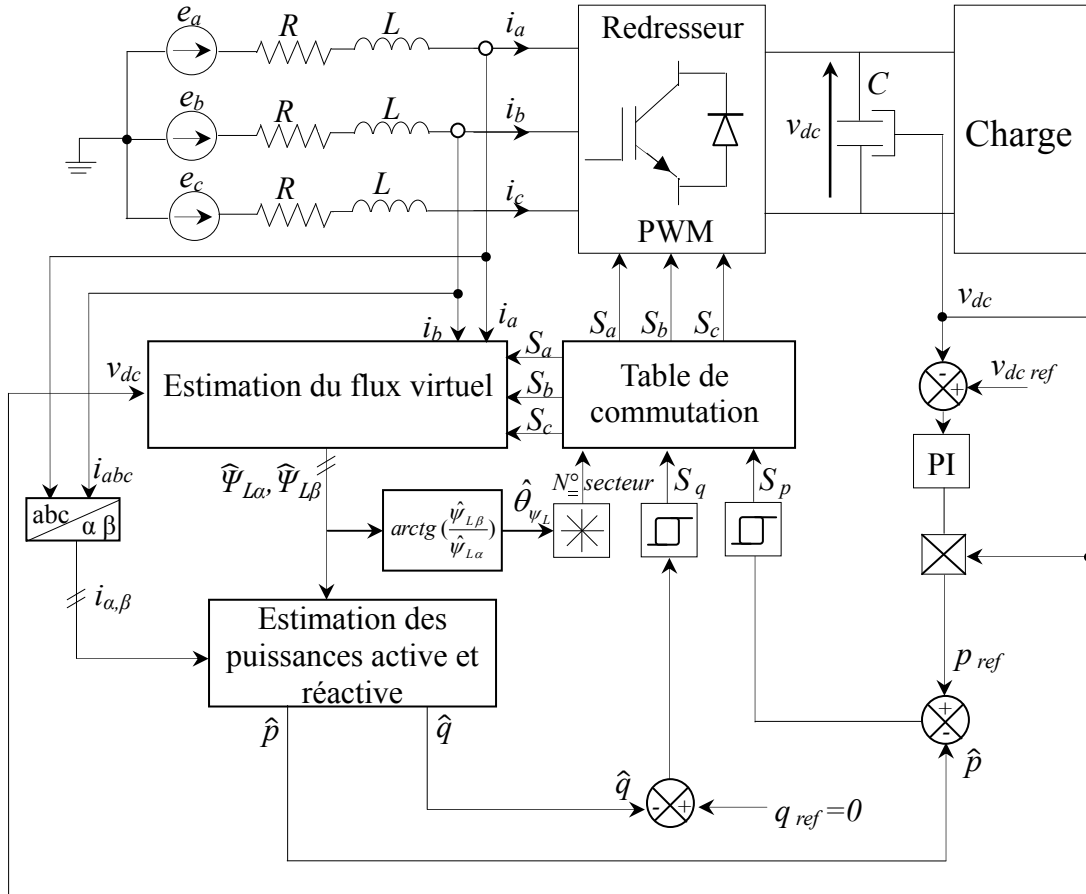 e_a R L i_a
e_b R L i_b
e_c R L i_c
Redresseur
PWM
v_dc
C
Charge
v_dc
S_a S_b S_c
i_b i_a
v_dc
Estimation du flux virtuel
S_a
S_b
S_c
Table de
commutation
- +
v_dc ref
PI
i_abc
abc
α β
Ψ̂_Lα, Ψ̂_Lβ
arctg (ψ̂_Lβ / ψ̂_Lα)
θ̂_ψL
N° secteur
S_q
S_p
i_α,β
Estimation des
puissances active et
réactive
p̂
q̂
q̂
- +
q_ref=0
p_ref
+
-
p̂